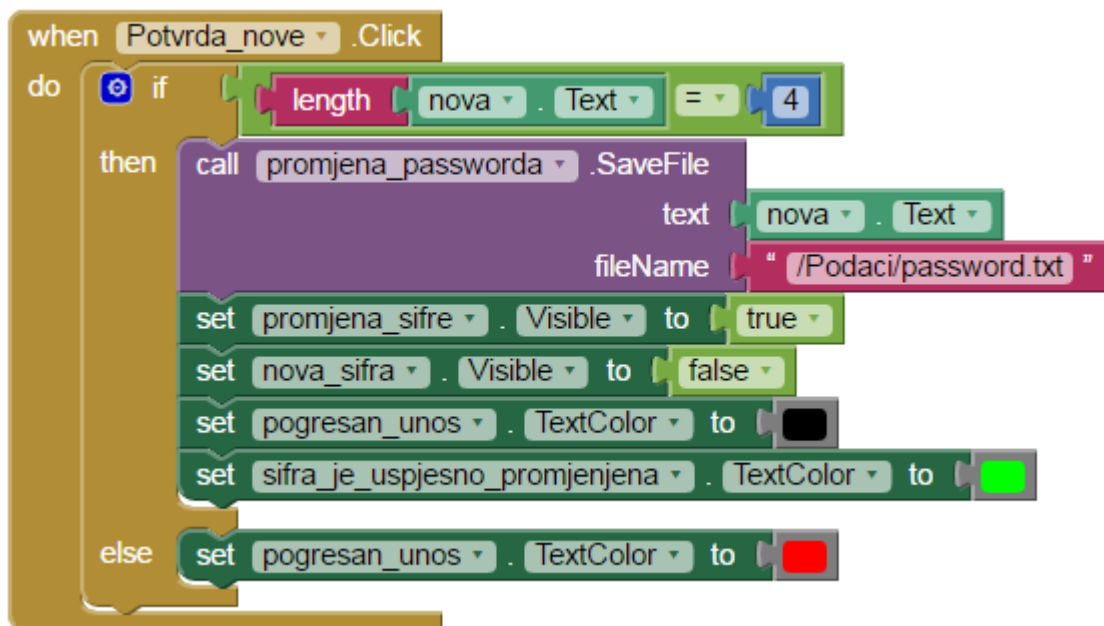 when Potvrda_nove .Click
do if length nova . Text = 4
then call promjena_passworda .SaveFile
text nova . Text
fileName " /Podaci/password.txt "
set promjena_sifre . Visible to true
set nova_sifra . Visible to false
set pogresan_unos . TextColor to
set sifra_je_uspjesno_promjenjena . TextColor to
else set pogresan_unos . TextColor to